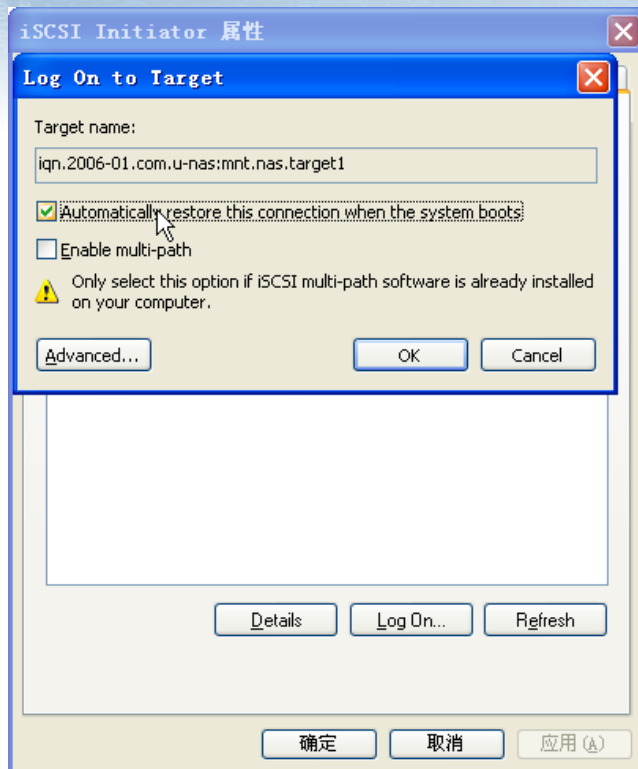 iSCSI Initiator 属性
Log On to Target
Target name:
iqn.2006-01.com.u-nas:mnt.nas.target1
Automatically restore this connection when the system boots
Enable multi-path
Only select this option if iSCSI multi-path software is already installed
on your computer.
Advanced... OK Cancel
Details Log On... Refresh
确定 取消 应用(A)